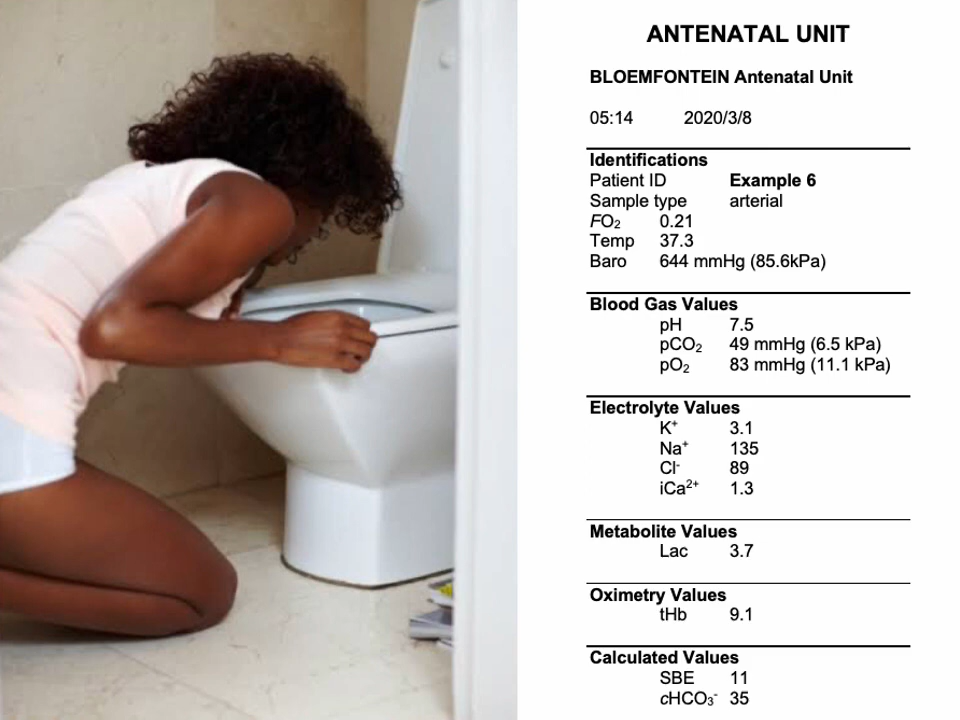 ANTENATAL UNIT
BLOEMFONTEIN Antenatal Unit
05:14 2020/3/8
Identifications
Patient ID Example 6
Sample type arterial
FO₂ 0.21
Temp 37.3
Baro 644 mmHg (85.6kPa)
Blood Gas Values
pH 7.5
pCO₂ 49 mmHg (6.5 kPa)
pO₂ 83 mmHg (11.1 kPa)
Electrolyte Values
K⁺ 3.1
Na⁺ 135
Cl⁻ 89
iCa²⁺ 1.3
Metabolite Values
Lac 3.7
Oximetry Values
tHb 9.1
Calculated Values
SBE 11
cHCO₃⁻ 35